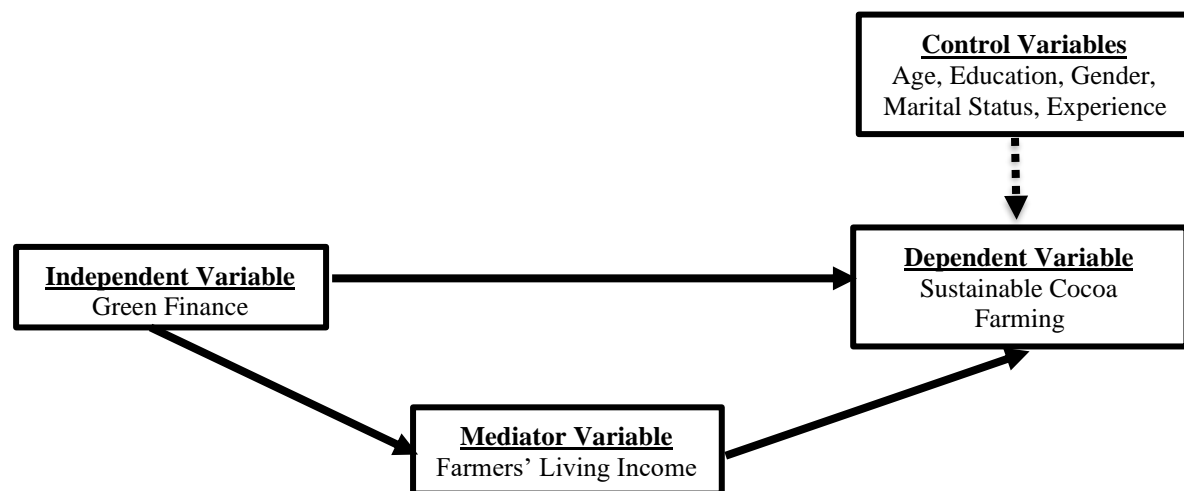 Control Variables
Age, Education, Gender,
Marital Status, Experience
Independent Variable
Green Finance
Dependent Variable
Sustainable Cocoa
Farming
Mediator Variable
Farmers’ Living Income